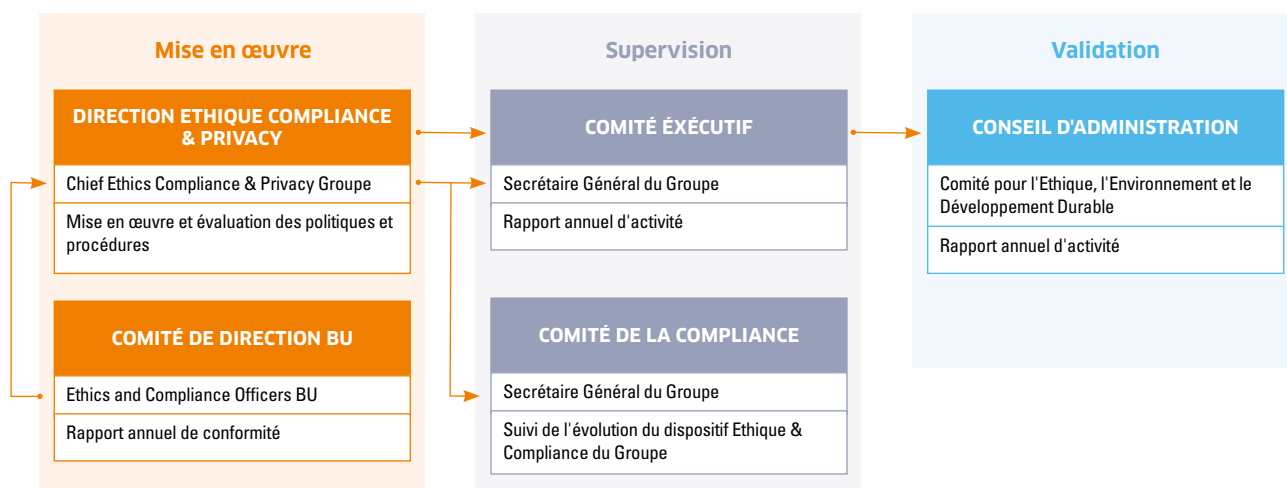 Mise en œuvre
DIRECTION ETHIQUE COMPLIANCE
& PRIVACY
Chief Ethics Compliance & Privacy Groupe
Mise en œuvre et évaluation des politiques et
procédures
COMITÉ DE DIRECTION BU
Ethics and Compliance Officers BU
Rapport annuel de conformité
Supervision
COMITÉ ÉXÉCUTIF
Secrétaire Général du Groupe
Rapport annuel d'activité
COMITÉ DE LA COMPLIANCE
Secrétaire Général du Groupe
Suivi de l'évolution du dispositif Ethique &
Compliance du Groupe
Validation
CONSEIL D'ADMINISTRATION
Comité pour l'Ethique, l'Environnement et le
Développement Durable
Rapport annuel d'activité